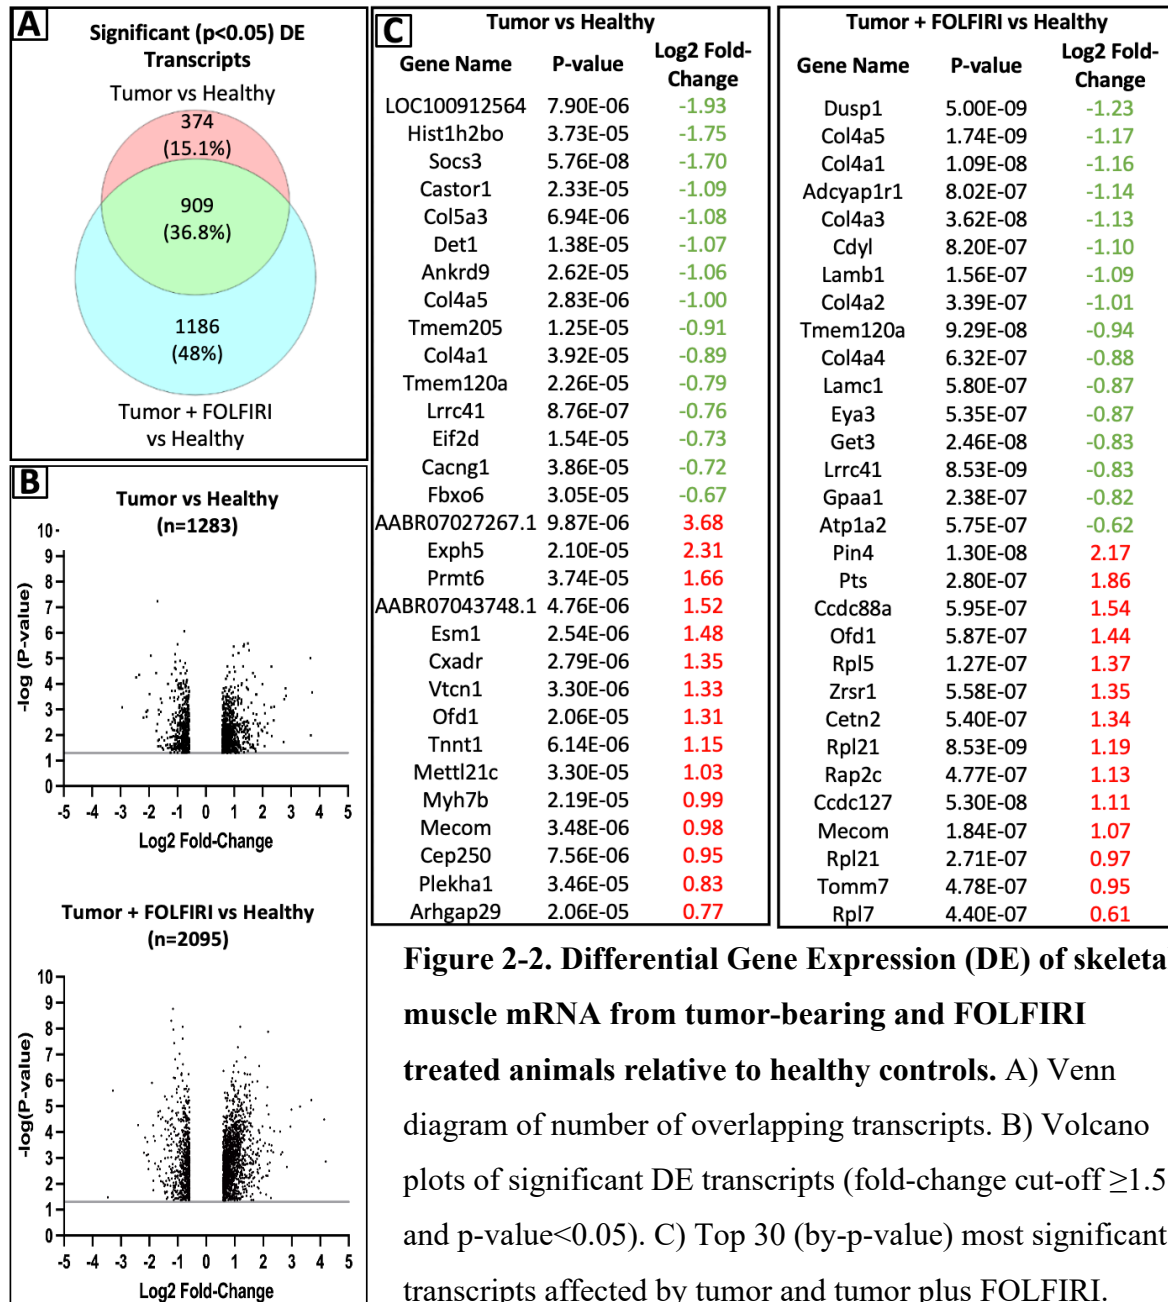 A
Significant (p<0.05) DE
Transcripts
Tumor vs Healthy
374
(15.1%)
909
(36.8%)
1186
(48%)
Tumor + FOLFIRI
vs Healthy
B
Tumor vs Healthy
(n=1283)
-log (P-value)
10
9
8
7
6
5
4
3
2
1
0
-5 -4 -3 -2 -1 0 1 2 3 4 5
Log2 Fold-Change
Tumor + FOLFIRI vs Healthy
(n=2095)
-log(P-value)
10
9
8
7
6
5
4
3
2
1
0
-5 -4 -3 -2 -1 0 1 2 3 4 5
Log2 Fold-Change
C
Tumor vs Healthy
Gene Name P-value Log2 Fold-
Change
LOC100912564 7.90E-06 -1.93
Hist1h2bo 3.73E-05 -1.75
Socs3 5.76E-08 -1.70
Castor1 2.33E-05 -1.09
Col5a3 6.94E-06 -1.08
Det1 1.38E-05 -1.07
Ankrd9 2.62E-05 -1.06
Col4a5 2.83E-06 -1.00
Tmem205 1.25E-05 -0.91
Col4a1 3.92E-05 -0.89
Tmem120a 2.26E-05 -0.79
Lrrc41 8.76E-07 -0.76
Eif2d 1.54E-05 -0.73
Cacng1 3.86E-05 -0.72
Fbxo6 3.05E-05 -0.67
AABR07027267.1 9.87E-06 3.68
Exph5 2.10E-05 2.31
Prmt6 3.74E-05 1.66
AABR07043748.1 4.76E-06 1.52
Esm1 2.54E-06 1.48
Cxadr 2.79E-06 1.35
Vtcn1 3.30E-06 1.33
Ofd1 2.06E-05 1.31
Tnnt1 6.14E-06 1.15
Mettl21c 3.30E-05 1.03
Myh7b 2.19E-05 0.99
Mecom 3.48E-06 0.98
Cep250 7.56E-06 0.95
Plekha1 3.46E-05 0.83
Arhgap29 2.06E-05 0.77
Tumor + FOLFIRI vs Healthy
Gene Name P-value Log2 Fold-
Change
Dusp1 5.00E-09 -1.23
Col4a5 1.74E-09 -1.17
Col4a1 1.09E-08 -1.16
Adcyap1r1 8.02E-07 -1.14
Col4a3 3.62E-08 -1.13
Cdyl 8.20E-07 -1.10
Lamb1 1.56E-07 -1.09
Col4a2 3.39E-07 -1.01
Tmem120a 9.29E-08 -0.94
Col4a4 6.32E-07 -0.88
Lamc1 5.80E-07 -0.87
Eya3 5.35E-07 -0.87
Get3 2.46E-08 -0.83
Lrrc41 8.53E-09 -0.83
Gpaa1 2.38E-07 -0.82
Atp1a2 5.75E-07 -0.62
Pin4 1.30E-08 2.17
Pts 2.80E-07 1.86
Ccdc88a 5.95E-07 1.54
Ofd1 5.87E-07 1.44
Rpl5 1.27E-07 1.37
Zrsr1 5.58E-07 1.35
Cetn2 5.40E-07 1.34
Rpl21 8.53E-09 1.19
Rap2c 4.77E-07 1.13
Ccdc127 5.30E-08 1.11
Mecom 1.84E-07 1.07
Rpl21 2.71E-07 0.97
Tomm7 4.78E-07 0.95
Rpl7 4.40E-07 0.61
Figure 2-2. Differential Gene Expression (DE) of skeleta
muscle mRNA from tumor-bearing and FOLFIRI
treated animals relative to healthy controls. A) Venn
diagram of number of overlapping transcripts. B) Volcano
plots of significant DE transcripts (fold-change cut-off ≥1.5
and p-value<0.05). C) Top 30 (by-p-value) most significant
transcripts affected by tumor and tumor plus FOLFIRI.